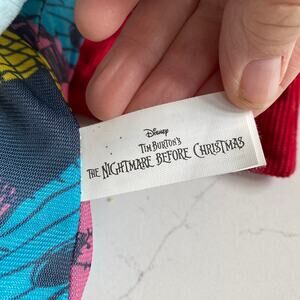 Disney
TIM BURTON'S
THE NIGHTMARE BEFORE CHRISTMAS